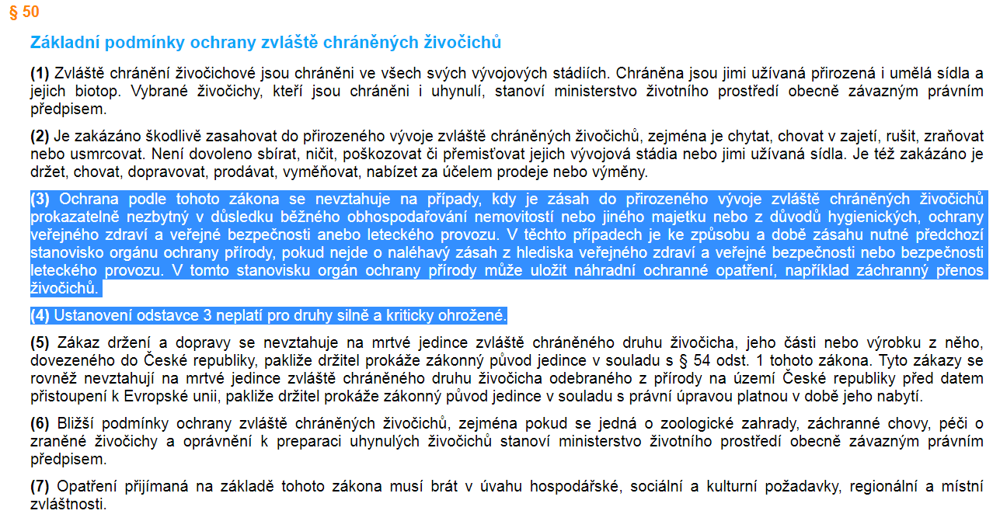 § 50
Základní podmínky ochrany zvláště chráněných živočichů
(1) Zvláště chránění živočichové jsou chráněni ve všech svých vývojových stádiích. Chráněna jsou jimi užívaná přirozená i umělá sídla a
jejich biotop. Vybrané živočichy, kteří jsou chráněni i uhynulí, stanoví ministerstvo životního prostředí obecně závazným právním
předpisem.
(2) Je zakázáno škodlivě zasahovat do přirozeného vývoje zvláště chráněných živočichů, zejména je chytat, chovat v zajetí, rušit, zraňovat
nebo usmrcovat. Není dovoleno sbírat, ničit, poškozovat či přemisťovat jejich vývojová stádia nebo jimi užívaná sídla. Je též zakázáno je
držet, chovat, dopravovat, prodávat, vyměňovat, nabízet za účelem prodeje nebo výměny.
(3) Ochrana podle tohoto zákona se nevztahuje na případy, kdy je zásah do přirozeného vývoje zvláště chráněných živočichů
prokazatelně nezbytný v důsledku běžného obhospodařování nemovitostí nebo jiného majetku nebo z důvodů hygienických, ochrany
veřejného zdraví a veřejné bezpečnosti anebo leteckého provozu. V těchto případech je ke způsobu a době zásahu nutné předchozí
stanovisko orgánu ochrany přírody, pokud nejde o naléhavý zásah z hlediska veřejného zdraví a veřejné bezpečnosti nebo bezpečnosti
leteckého provozu. V tomto stanovisku orgán ochrany přírody může uložit náhradní ochranné opatření, například záchranný přenos
živočichů.
(4) Ustanovení odstavce 3 neplatí pro druhy silně a kriticky ohrožené.
(5) Zákaz držení a dopravy se nevztahuje na mrtvé jedince zvláště chráněného druhu živočicha, jeho části nebo výrobku z něho,
dovezeného do České republiky, pakliže držitel prokáže zákonný původ jedince v souladu s § 54 odst. 1 tohoto zákona. Tyto zákazy se
rovněž nevztahují na mrtvé jedince zvláště chráněného druhu živočicha odebraného z přírody na území České republiky před datem
přistoupení k Evropské unii, pakliže držitel prokáže zákonný původ jedince v souladu s právní úpravou platnou v době jeho nabytí.
(6) Bližší podmínky ochrany zvláště chráněných živočichů, zejména pokud se jedná o zoologické zahrady, záchranné chovy, péči o
zraněné živočichy a oprávnění k preparaci uhynulých živočichů stanoví ministerstvo životního prostředí obecně závazným právním
předpisem.
(7) Opatření přijímaná na základě tohoto zákona musí brát v úvahu hospodářské, sociální a kulturní požadavky, regionální a místní
zvláštnosti.